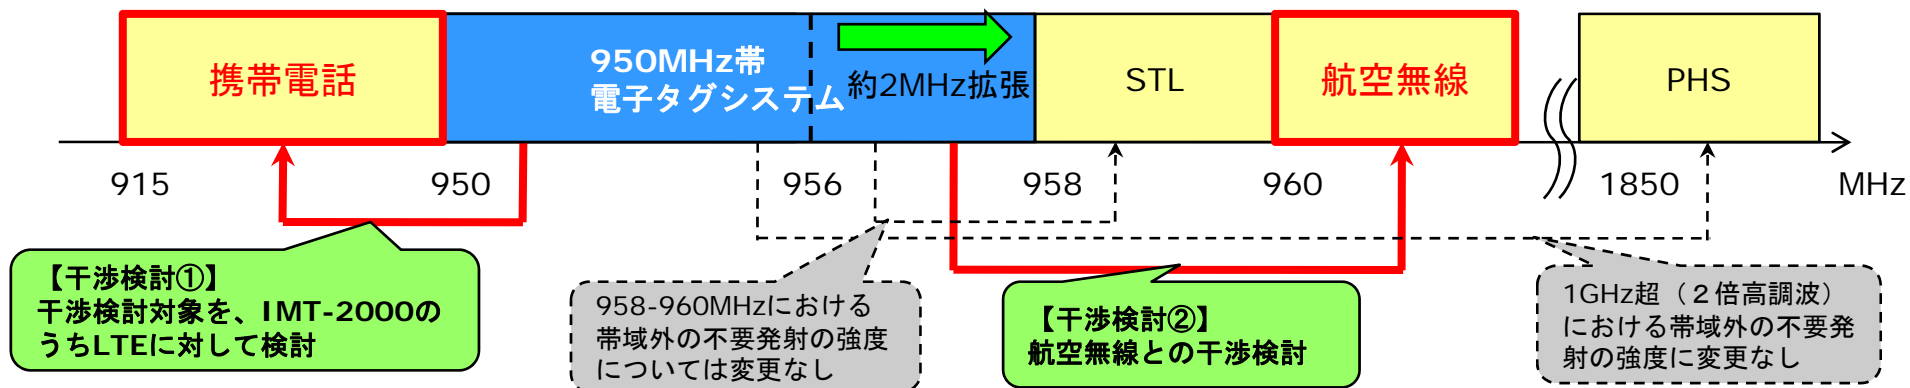 携帯電話
950MHz帯
電子タグシステム
約2MHz拡張
STL
航空無線
PHS
915
950
956
958
960
1850
MHz
【干渉検討①】
干渉検討対象を、IMT-2000の
うちLTEに対して検討
958-960MHzにおける
帯域外の不要発射の強度
については変更なし
【干渉検討②】
航空無線との干渉検討
1GHz超（２倍高調波）
における帯域外の不要発
射の強度に変更なし